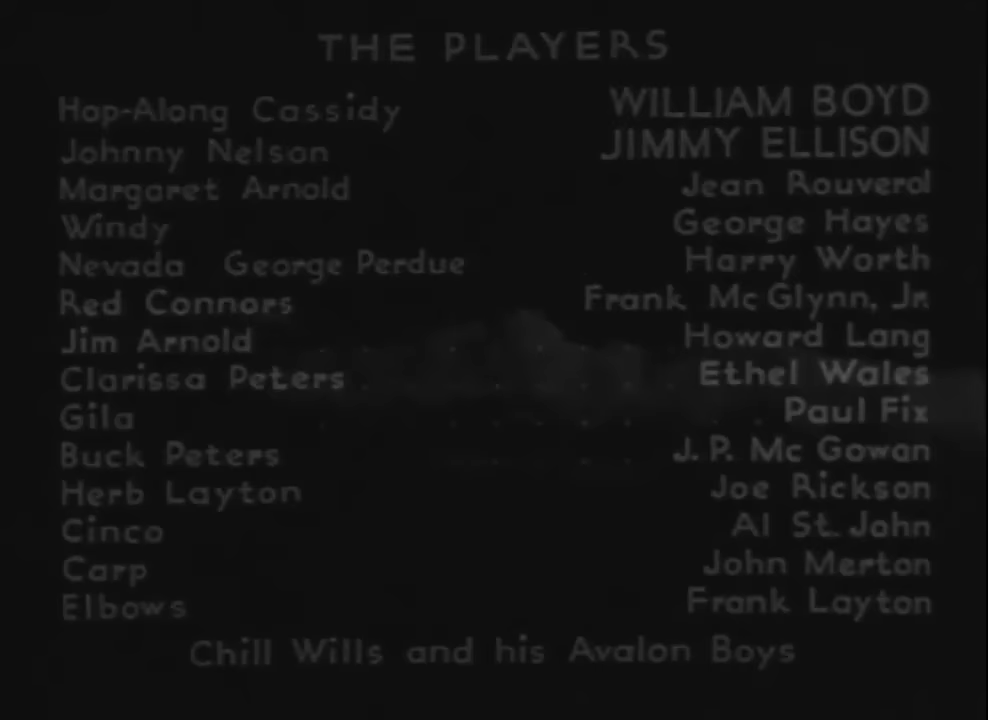 THE PLAYERS
Hop-Along Cassidy WILLIAM BOYD
Johnny Nelson JIMMY ELLISON
Margaret Arnold Jean Rouverol
Windy George Hayes
Nevada George Perdue Harry Worth
Red Connors Frank McGlynn, Jr.
Jim Arnold Howard Lang
Clarissa Peters Ethel Wales
Gila Paul Fix
Buck Peters J. P. Mc Gowan
Herb Layton Joe Rickson
Cinco Al St. John
Carp John Merton
Elbows Frank Layton
Chill Wills and his Avalon Boys